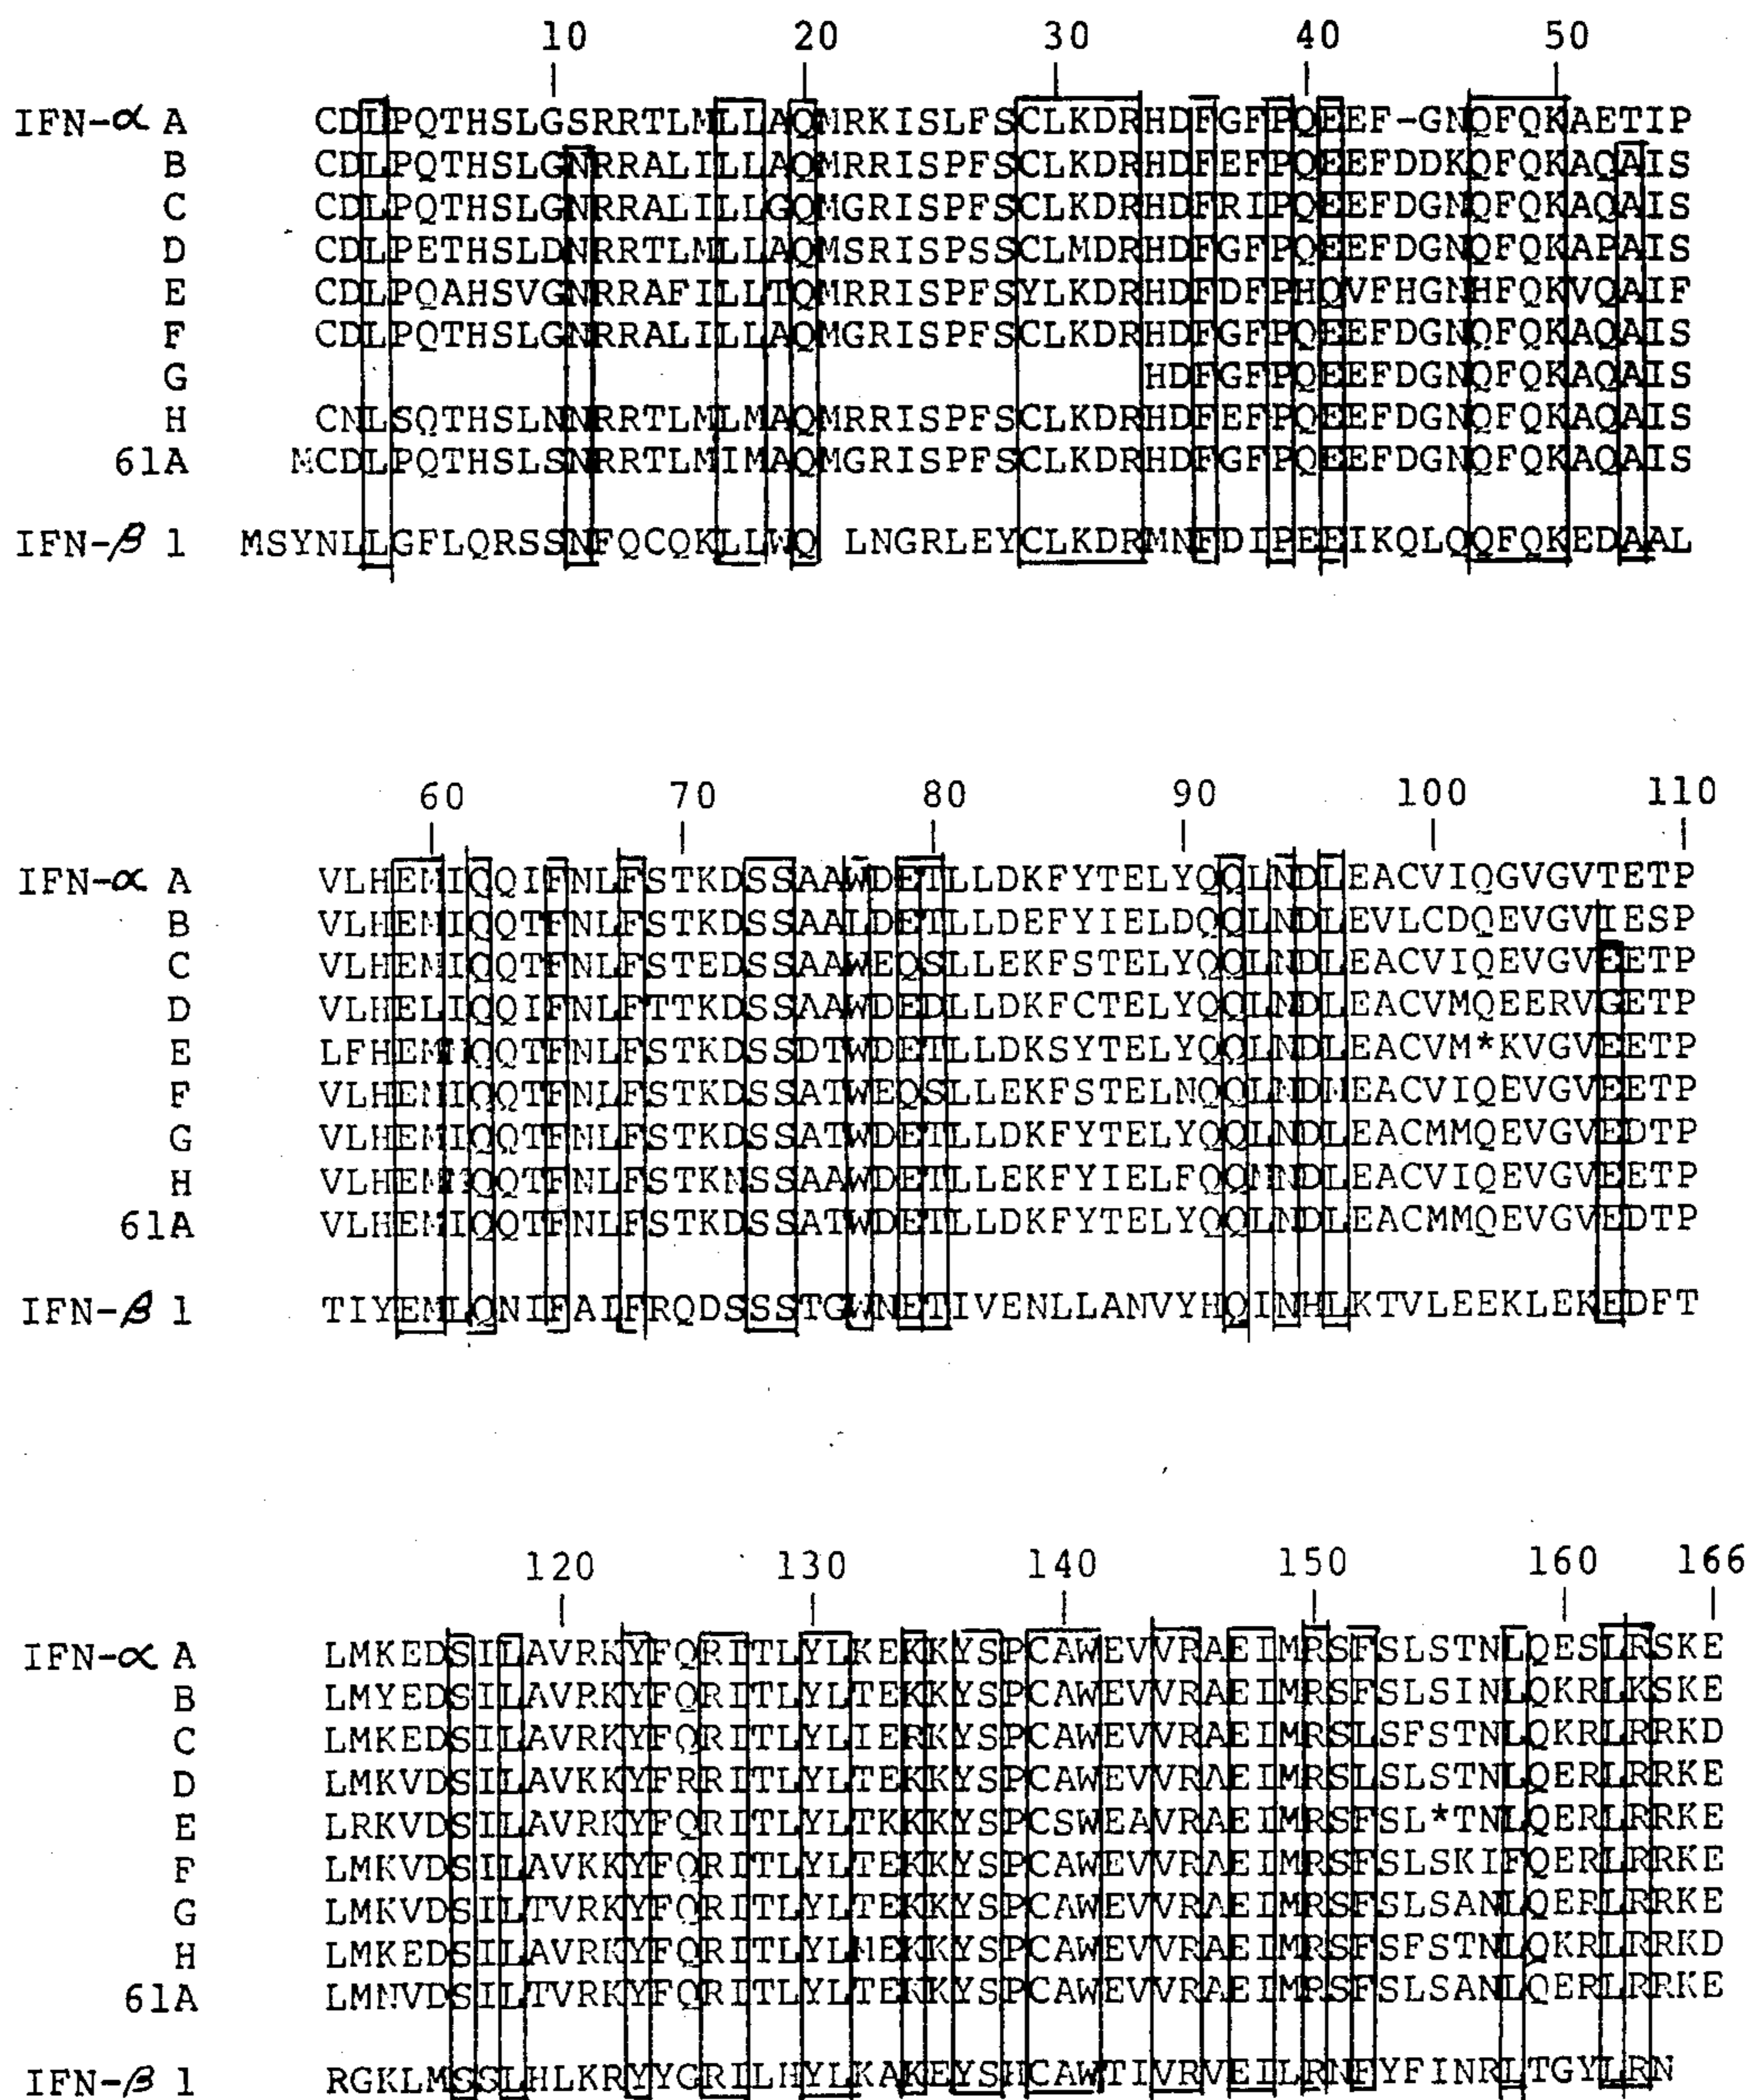 10 20 30 40 50
IFN-α A CDLPQTHSLGSRRTLMLLAQMRKISLFSCLKDRHDFGFPQEEF-GNQFQKAETIP
B CDLPQTHSLGNRRALILLAQMRRISPFSCLKDRHDFEFPQEEFDDKQFQKAQAIS
C CDLPQTHSLGNRRALILLGQMGRISPFSCLKDRHDFRIPQEEFDGNQFQKAQAIS
D CDLPETHSLDNRRTLMLLAQMSRISPSSCLMDRHDFGFPQEEFDGNQFQKAPAIS
E CDLPQAHSVGNRRAFILLTQMRRISPFSYLKDRHDFDFPHQVFHGNHFQKVQAIF
F CDLPQTHSLGNRRALILLAQMGRISPFSCLKDRHDFGFPQEEFDGNQFQKAQAIS
G HDFGFPQEEFDGNQFQKAQAIS
H CNLSQTHSLNNRRTLMLMAQMRRISPFSCLKDRHDFEFPQEEFDGNQFQKAQAIS
61A MCDLPQTHSLSNRRTLMIMAQMGRISPFSCLKDRHDFGFPQEEFDGNQFQKAQAIS
IFN-β 1 MSYNLLGFLQRSSNFQCQKLLWQ LNGRLEYCLKDRMNFDIPEEIKQLQQFQKEDAAL
60 70 80 90 100 110
IFN-α A VLHEMIQQIFNLFSTKDSSAAWDETLLDKFYTELYQQLNDLEACVIQGVGVTETP
B VLHEMIQQTFNLFSTKDSSAALDETLLDEFYIELDQQLNDLEVLCDQEVGVIESP
C VLHEMIQQTFNLFSTEDSSAAWEQSLLEKFSTELYQQLNDLEACVIQEVGVEETP
D VLHELIQQIFNLFTTKDSSAAWDEDLLDKFCTELYQQLNDLEACVMQEERVGETP
E LFHEMIQQTFNLFSTKDSSDTWDETLLDKSYTELYQQLNDLEACVM*KVGVEETP
F VLHEMIQQTFNLFSTKDSSATWEQSLLEKFSTELNQQLNDMEACVIQEVGVEETP
G VLHEMIQQTFNLFSTKDSSATWDETLLDKFYTELYQQLNDLEACMMQEVGVEDTP
H VLHEMIQQTFNLFSTKNSSAAWDETLLEKFYIELFQQMNDLEACVIQEVGVEETP
61A VLHEMIQQTFNLFSTKDSSATWDETLLDKFYTELYQQLNDLEACMMQEVGVEDTP
IFN-β 1 TIYEMLQNIFALFRQDSSSTGWNETIVENLLANVYHQINHLKTVLEEKLEKEDFT
120 130 140 150 160 166
IFN-α A LMKEDSILAVRKYFQRITLYLKEKKYSPCAWEVVRAEIMRSFSLSTNLQESLRSKE
B LMYEDSILAVRKYFQRITLYLTEKKYSPCAWEVVRAEIMRSFSLSINLQKRLKSKE
C LMKEDSILAVRKYFQRITLYLIERKYSPCAWEVVRAEIMRSLSFSTNLQKRLRRKD
D LMKVDSILAVKKYFRRITLYLTEKKYSPCAWEVVRAEIMRSLSLSTNLQERLRRKE
E LRKVDSILAVRKYFQRITLYLTKKKYSPCSWEAVRAEIMRSFSL*TNLQERLRRKE
F LMKVDSILAVKKYFQRITLYLTEKKYSPCAWEVVRAEIMRSFSLSKIFQERLRRKE
G LMKVDSILTVRKYFQRITLYLTEKKYSPCAWEVVRAEIMRSFSLSANLQERLRRKE
H LMKEDSILAVRKYFQRITLYLMEKKYSPCAWEVVRAEIMRSFSFSTNLQKRLRRKD
61A LMNVDSILTVRKYFQRITLYLTEKKYSPCAWEVVRAEIMRSFSLSANLQERLRRKE
IFN-β 1 RGKLMSSLHLKRYYGRILHYLKAKEYSHCAWTIVRVEILRNFYFINRLTGYLRN